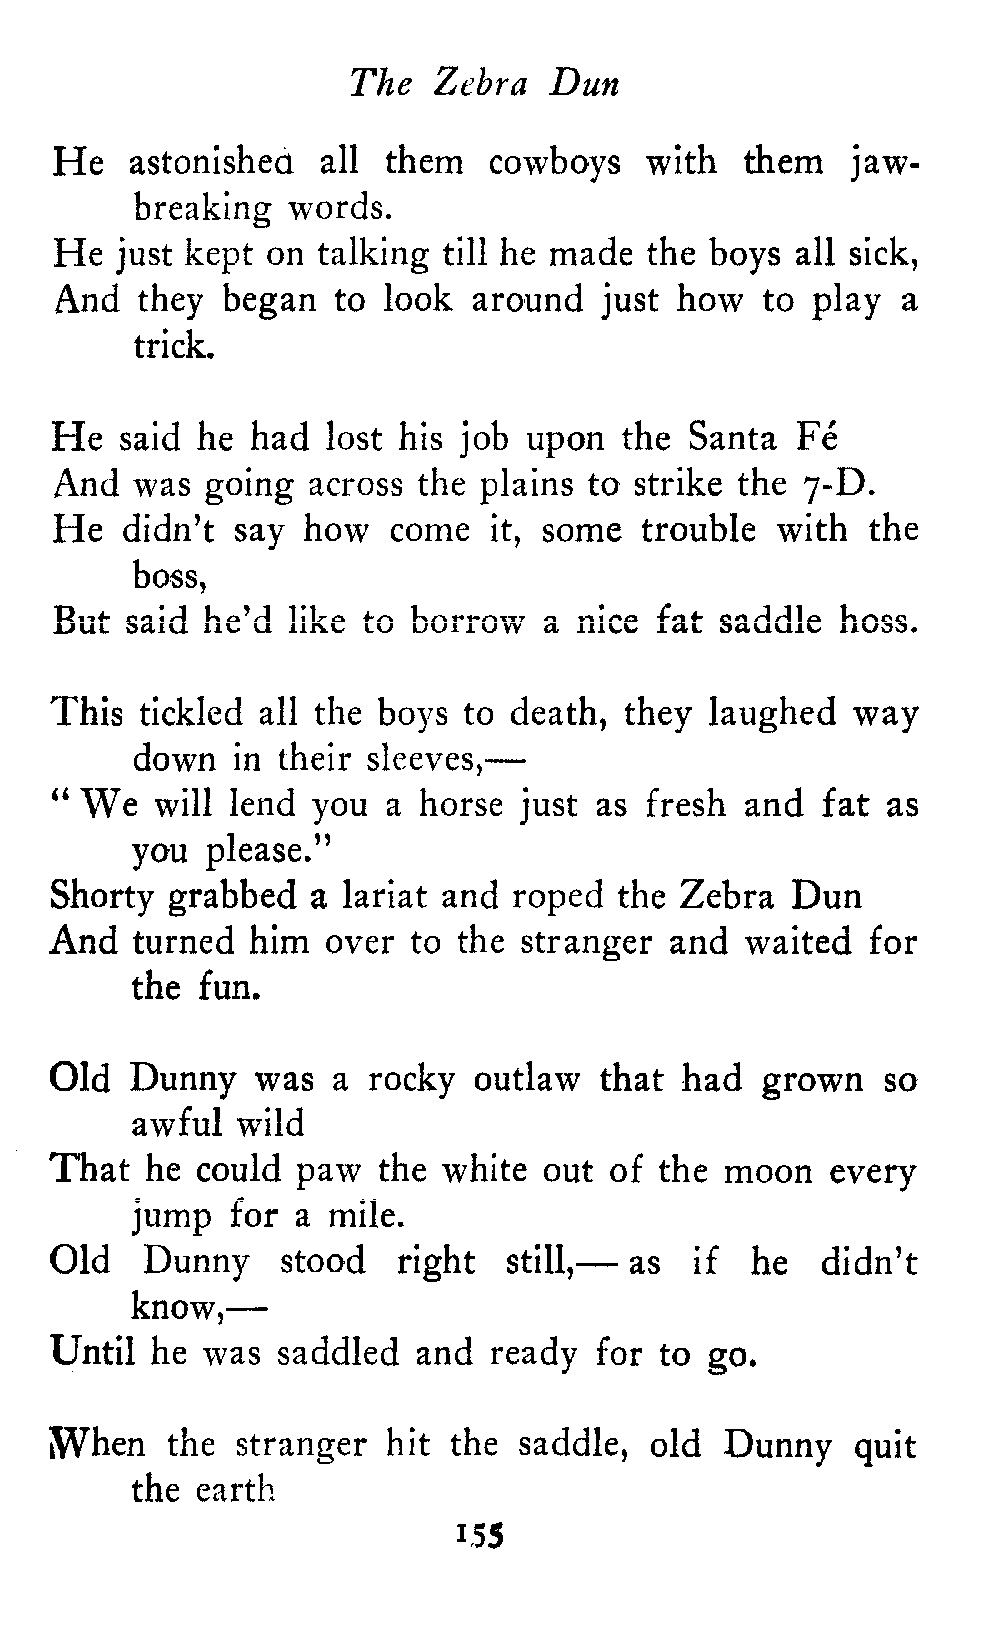 The Zebra Dun
He astonished all them cowboys with them jaw-
breaking words.
He just kept on talking till he made the boys all sick,
And they began to look around just how to play a
trick.
He said he had lost his job upon the Santa Fé
And was going across the plains to strike the 7-D.
He didn't say how come it, some trouble with the
boss,
But said he'd like to borrow a nice fat saddle hoss.
This tickled all the boys to death, they laughed way
down in their sleeves,—
“ We will lend you a horse just as fresh and fat as
you please.”
Shorty grabbed a lariat and roped the Zebra Dun
And turned him over to the stranger and waited for
the fun.
Old Dunny was a rocky outlaw that had grown so
awful wild
That he could paw the white out of the moon every
jump for a mile.
Old Dunny stood right still,— as if he didn't
know,—
Until he was saddled and ready for to go.
When the stranger hit the saddle, old Dunny quit
the earth
155